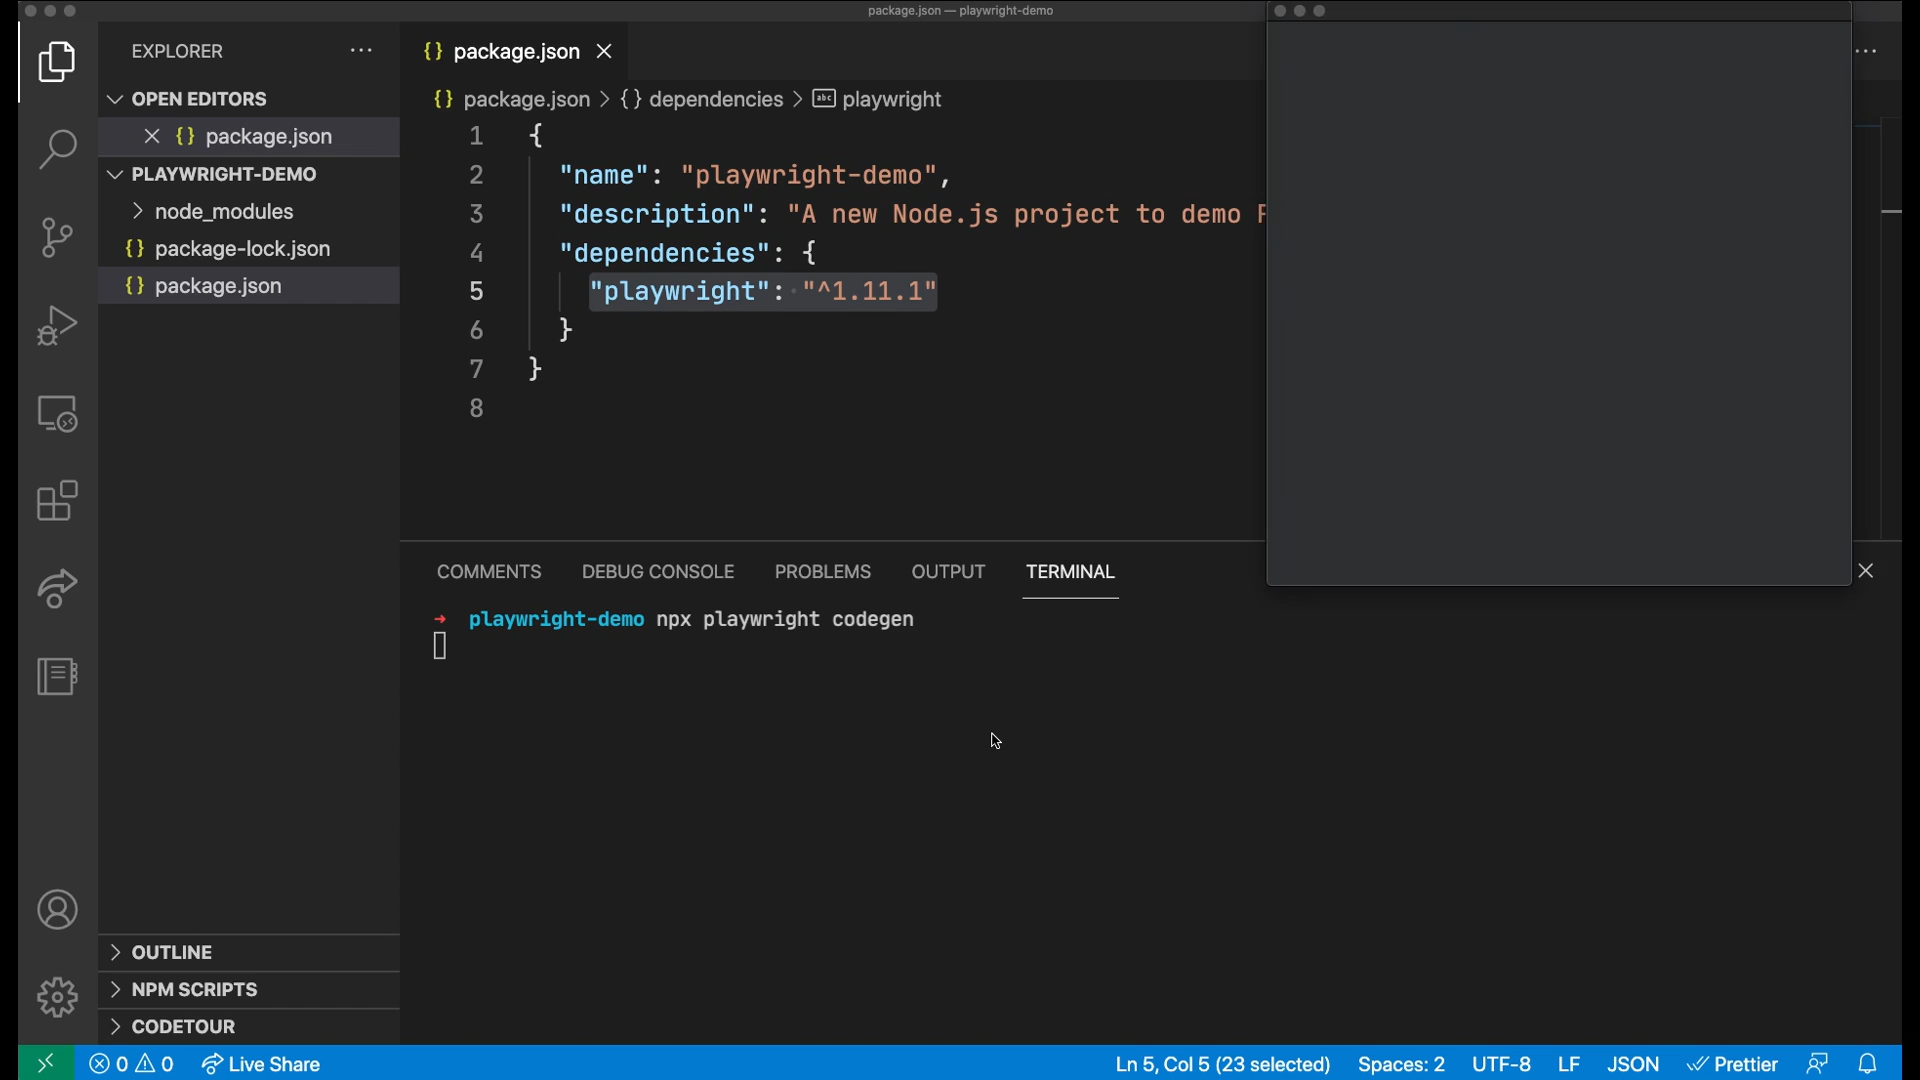 package.json — playwright-demo
EXPLORER
package.json
OPEN EDITORS
package.json
PLAYWRIGHT-DEMO
node_modules
package-lock.json
package.json
package.json > {} dependencies > abc playwright
1 {
2 "name": "playwright-demo",
3 "description": "A new Node.js project to demo
4 "dependencies": {
5 "playwright": "^1.11.1"
6 }
7 }
8
COMMENTS DEBUG CONSOLE PROBLEMS OUTPUT TERMINAL
➜ playwright-demo npx playwright codegen
OUTLINE
NPM SCRIPTS
CODETOUR
0 0 Live Share Ln 5, Col 5 (23 selected) Spaces: 2 UTF-8 LF JSON Prettier